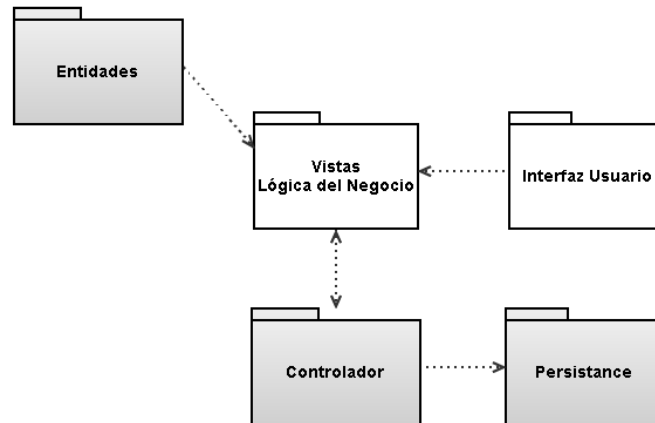 Entidades
Vistas
Lógica del Negocio
Interfaz Usuario
Controlador
Persistance